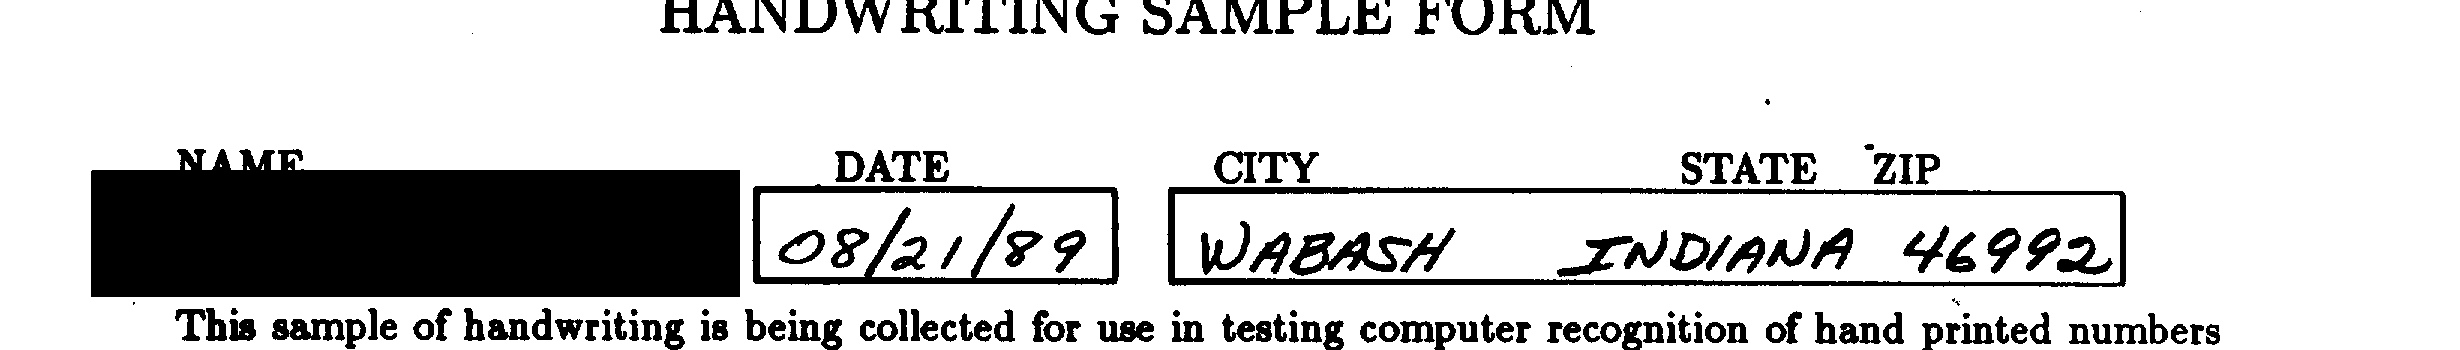 HANDWRITING SAMPLE FORM
NAME DATE CITY STATE ZIP
08/21/89 WABASH INDIANA 46992
This sample of handwriting is being collected for use in testing computer recognition of hand printed numbers